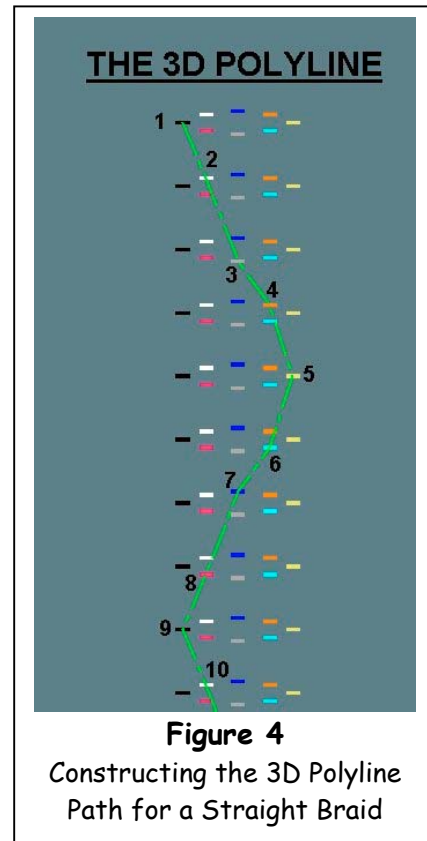 THE 3D POLYLINE
1
2
3
4
5
6
7
8
9
10
Figure 4
Constructing the 3D Polyline
Path for a Straight Braid